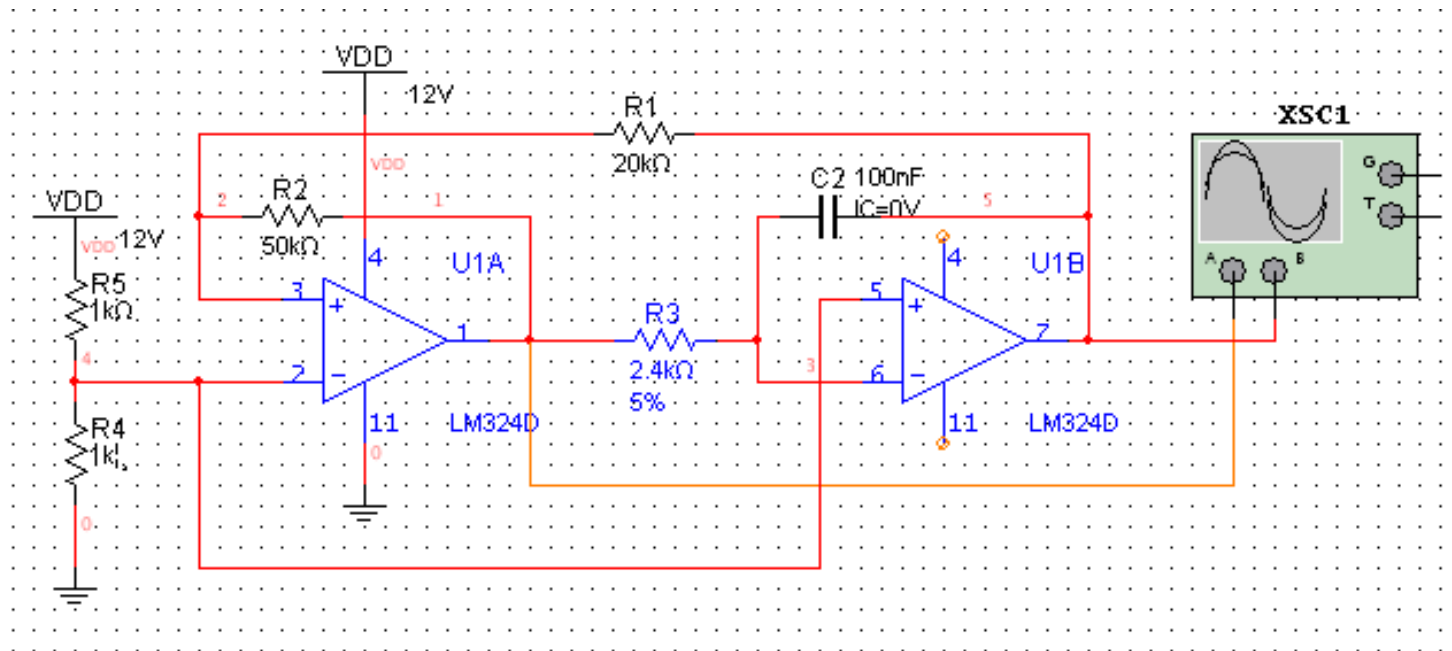 VDD
12V
R1
20kΩ
XSC1
G
T
A
B
VDD
C2 100nF
IC=0V
5
VDD
12V
VDD
2
R2
50kΩ
1
4
U1A
4
U1B
R5
1kΩ
3
+
5
+
R3
1
7
2.4kΩ
5%
3
4
2
−
6
−
R4
11
LM324D
11
LM324D
0
0